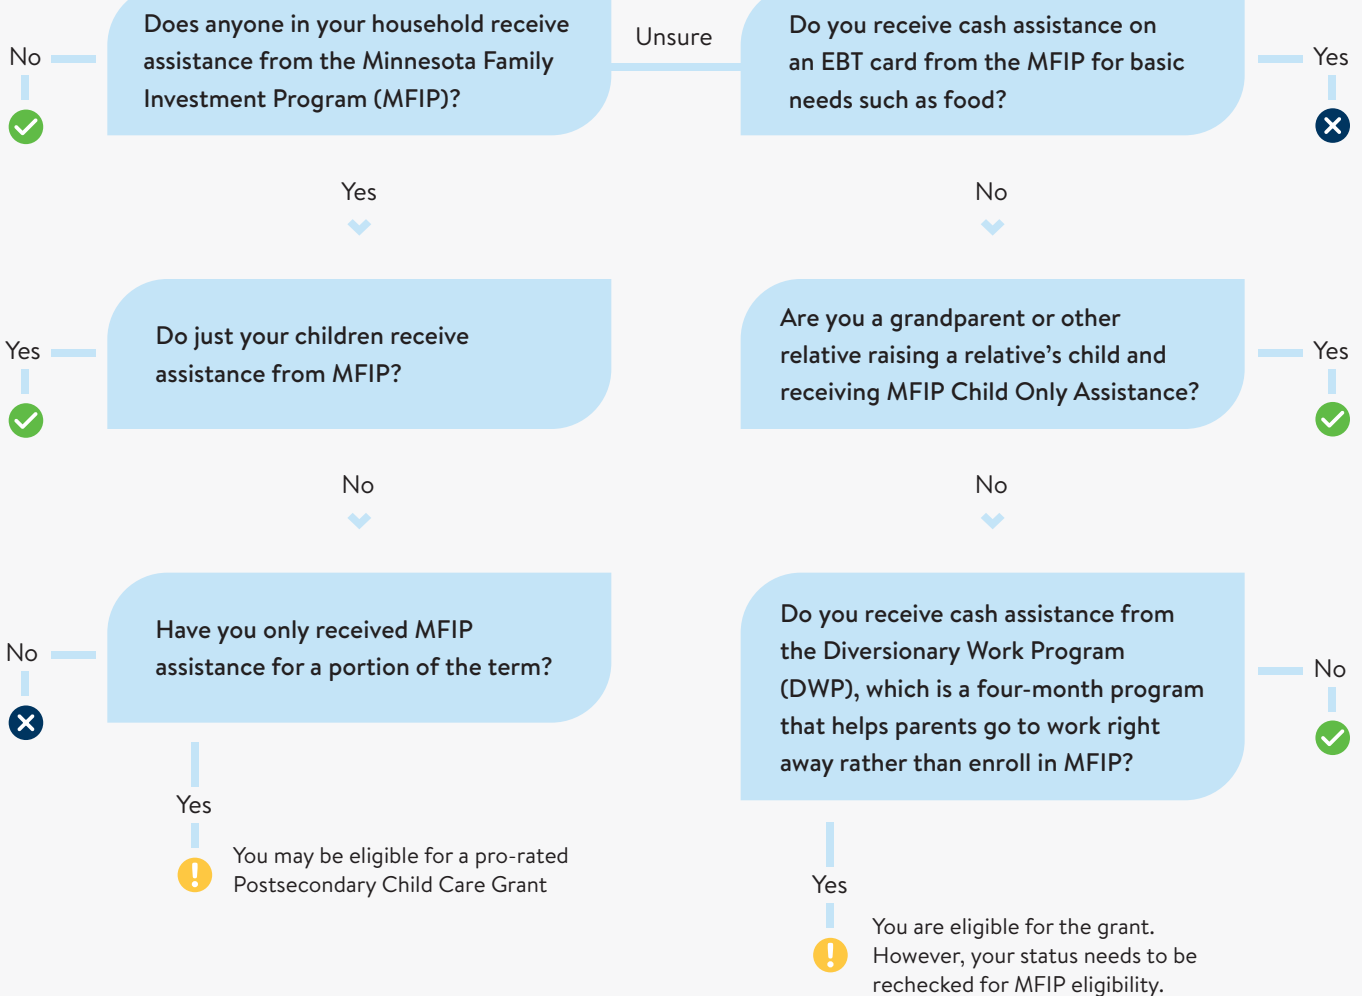 Does anyone in your household receive
assistance from the Minnesota Family
Investment Program (MFIP)?
No
Unsure
Do you receive cash assistance on
an EBT card from the MFIP for basic
needs such as food?
Yes
Yes
No
Do just your children receive
assistance from MFIP?
Yes
Are you a grandparent or other
relative raising a relative’s child and
receiving MFIP Child Only Assistance?
Yes
No
No
Have you only received MFIP
assistance for a portion of the term?
No
Do you receive cash assistance from
the Diversionary Work Program
(DWP), which is a four-month program
that helps parents go to work right
away rather than enroll in MFIP?
No
Yes
You may be eligible for a pro-rated
Postsecondary Child Care Grant
Yes
You are eligible for the grant.
However, your status needs to be
rechecked for MFIP eligibility.